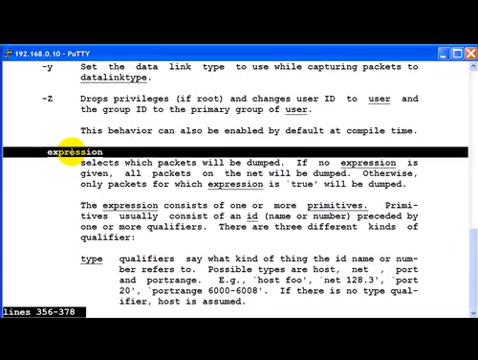 192.168.0.10 - PuTTY
-y Set the data link type to use while capturing packets to
datalinktype.
-Z Drops privileges (if root) and changes user ID to user and
the group ID to the primary group of user.
This behavior can also be enabled by default at compile time.
expression
selects which packets will be dumped. If no expression is
given, all packets on the net will be dumped. Otherwise,
only packets for which expression is `true' will be dumped.
The expression consists of one or more primitives. Primi-
tives usually consist of an id (name or number) preceded by
one or more qualifiers. There are three different kinds of
qualifier:
type qualifiers say what kind of thing the id name or num-
ber refers to. Possible types are host, net , port
and portrange. E.g., `host foo', `net 128.3', `port
20', `portrange 6000-6008'. If there is no type qual-
ifier, host is assumed.
lines 356-378